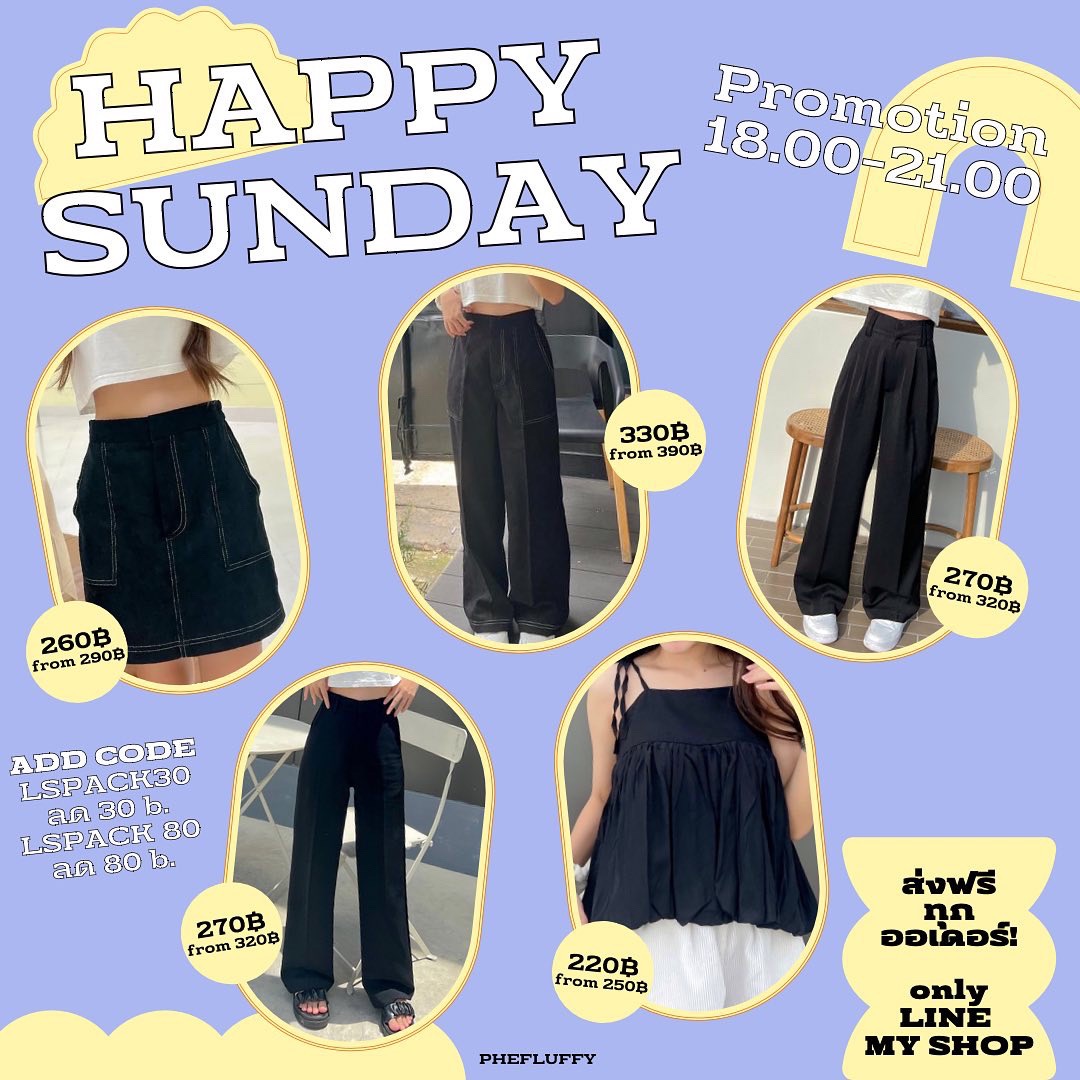 HAPPY
SUNDAY
Promotion
18.00-21.00
330฿
from 390฿
270฿
from 320฿
260฿
from 290฿
ADD CODE
LSPACK30
ลด 30 b.
LSPACK 80
ลด 80 b.
270฿
from 320฿
220฿
from 250฿
ส่งฟรี
ทุก
ออเดอร์!
only
LINE
MY SHOP
PHEFLUFFY